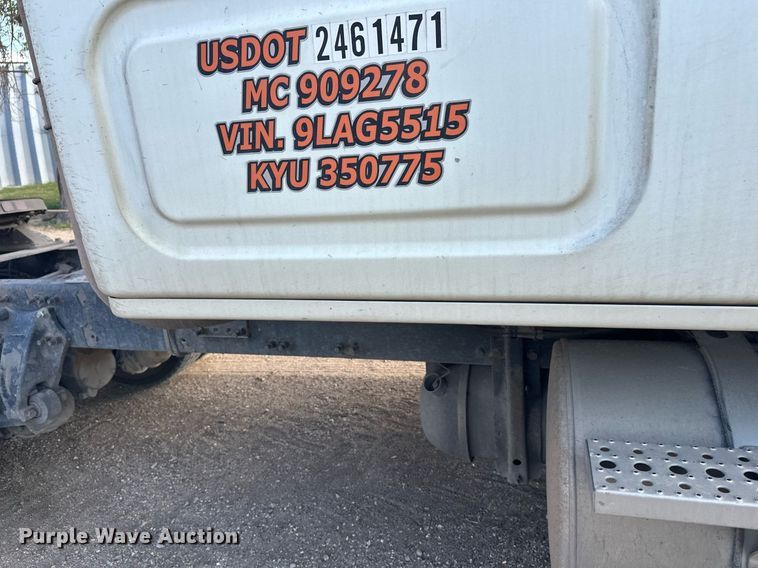 USDOT 2461471
MC 909278
VIN. 9LAG5515
KYU 350775
Purple Wave Auction